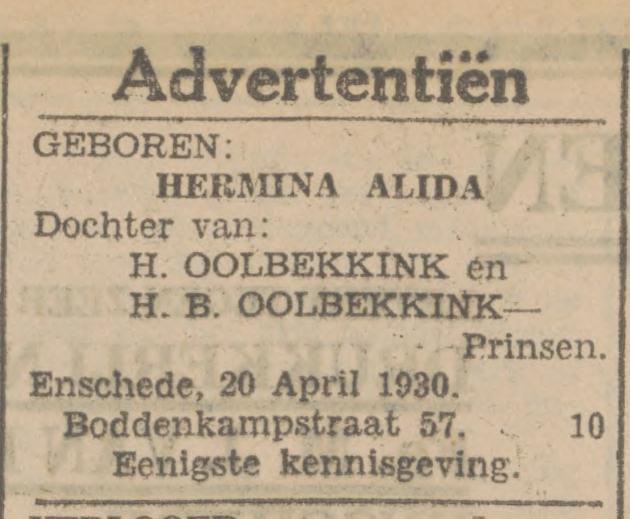 Advertentiën
GEBOREN:
HERMINA ALIDA
Dochter van:
H. OOLBEKKINK en
H. B. OOLBEKKINK—
Prinsen.
Enschede, 20 April 1930.
Boddenkampstraat 57. 10
Eenigste kennisgeving.